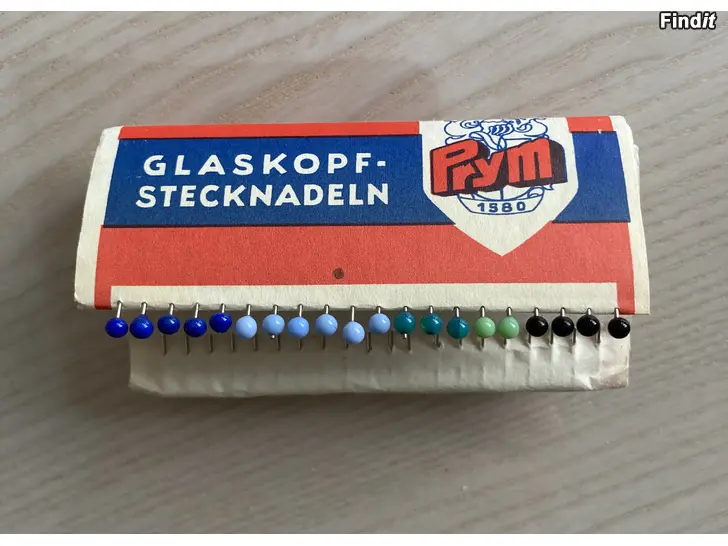 Findit
GLASKOPF-
STECKNADELN
Prym
1580